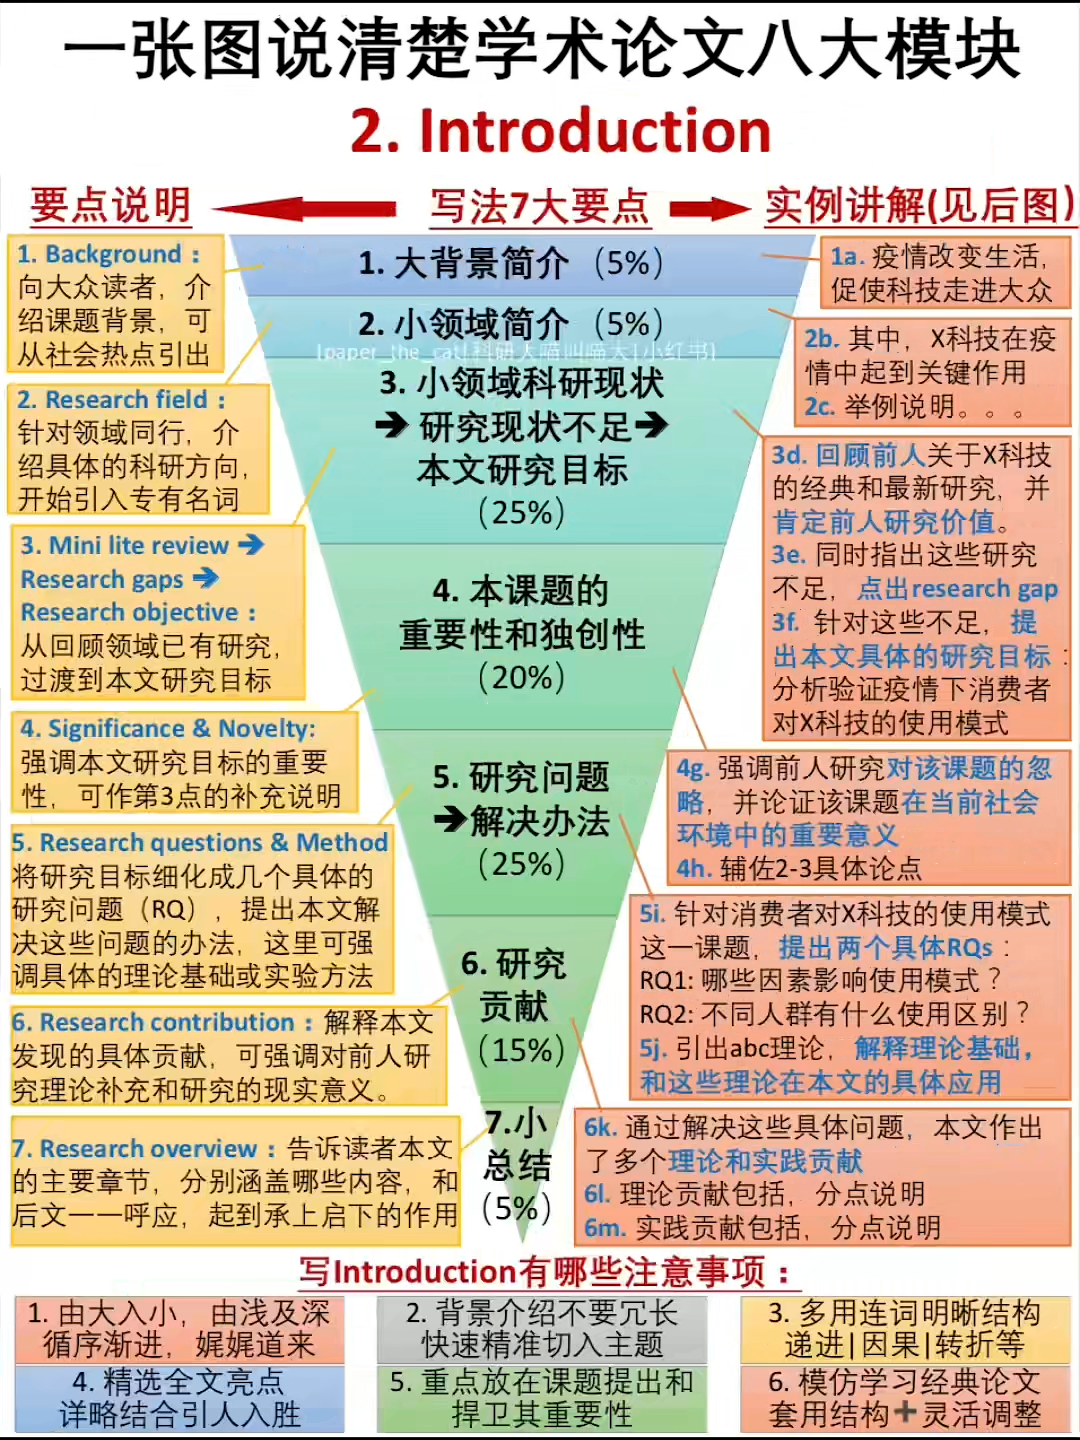 一张图说清楚学术论文八大模块
2. Introduction
要点说明
写法7大要点
实例讲解(见后图)
1. Background：
向大众读者，介
绍课题背景，可
从社会热点引出
2. Research field：
针对领域同行，介
绍具体的科研方向，
开始引入专有名词
3. Mini lite review ➔
Research gaps ➔
Research objective：
从回顾领域已有研究，
过渡到本文研究目标
4. Significance & Novelty:
强调本文研究目标的重要
性，可作第3点的补充说明
5. Research questions & Method
将研究目标细化成几个具体的
研究问题（RQ），提出本文解
决这些问题的办法，这里可强
调具体的理论基础或实验方法
6. Research contribution：解释本文
发现的具体贡献，可强调对前人研
究理论补充和研究的现实意义。
7. Research overview：告诉读者本文
的主要章节，分别涵盖哪些内容，和
后文一一呼应，起到承上启下的作用
1. 大背景简介（5%）
2. 小领域简介（5%）
[paper_the_cat|科研人喵叫喵大|小红书]
3. 小领域科研现状
➔ 研究现状不足➔
本文研究目标
（25%）
4. 本课题的
重要性和独创性
（20%）
5. 研究问题
➔解决办法
（25%）
6. 研究
贡献
（15%）
7.小
总结
（5%）
1a. 疫情改变生活，
促使科技走进大众
2b. 其中，X科技在疫
情中起到关键作用
2c. 举例说明。。。
3d. 回顾前人关于X科技
的经典和最新研究，并
肯定前人研究价值。
3e. 同时指出这些研究
不足，点出research gap
3f. 针对这些不足，提
出本文具体的研究目标：
分析验证疫情下消费者
对X科技的使用模式
4g. 强调前人研究对该课题的忽
略，并论证该课题在当前社会
环境中的重要意义
4h. 辅佐2-3具体论点
5i. 针对消费者对X科技的使用模式
这一课题，提出两个具体RQs：
RQ1: 哪些因素影响使用模式？
RQ2: 不同人群有什么使用区别？
5j. 引出abc理论，解释理论基础，
和这些理论在本文的具体应用
6k. 通过解决这些具体问题，本文作出
了多个理论和实践贡献
6l. 理论贡献包括，分点说明
6m. 实践贡献包括，分点说明
写Introduction有哪些注意事项：
1. 由大入小，由浅及深
循序渐进，娓娓道来
2. 背景介绍不要冗长
快速精准切入主题
3. 多用连词明晰结构
递进|因果|转折等
4. 精选全文亮点
详略结合引人入胜
5. 重点放在课题提出和
捍卫其重要性
6. 模仿学习经典论文
套用结构➕灵活调整